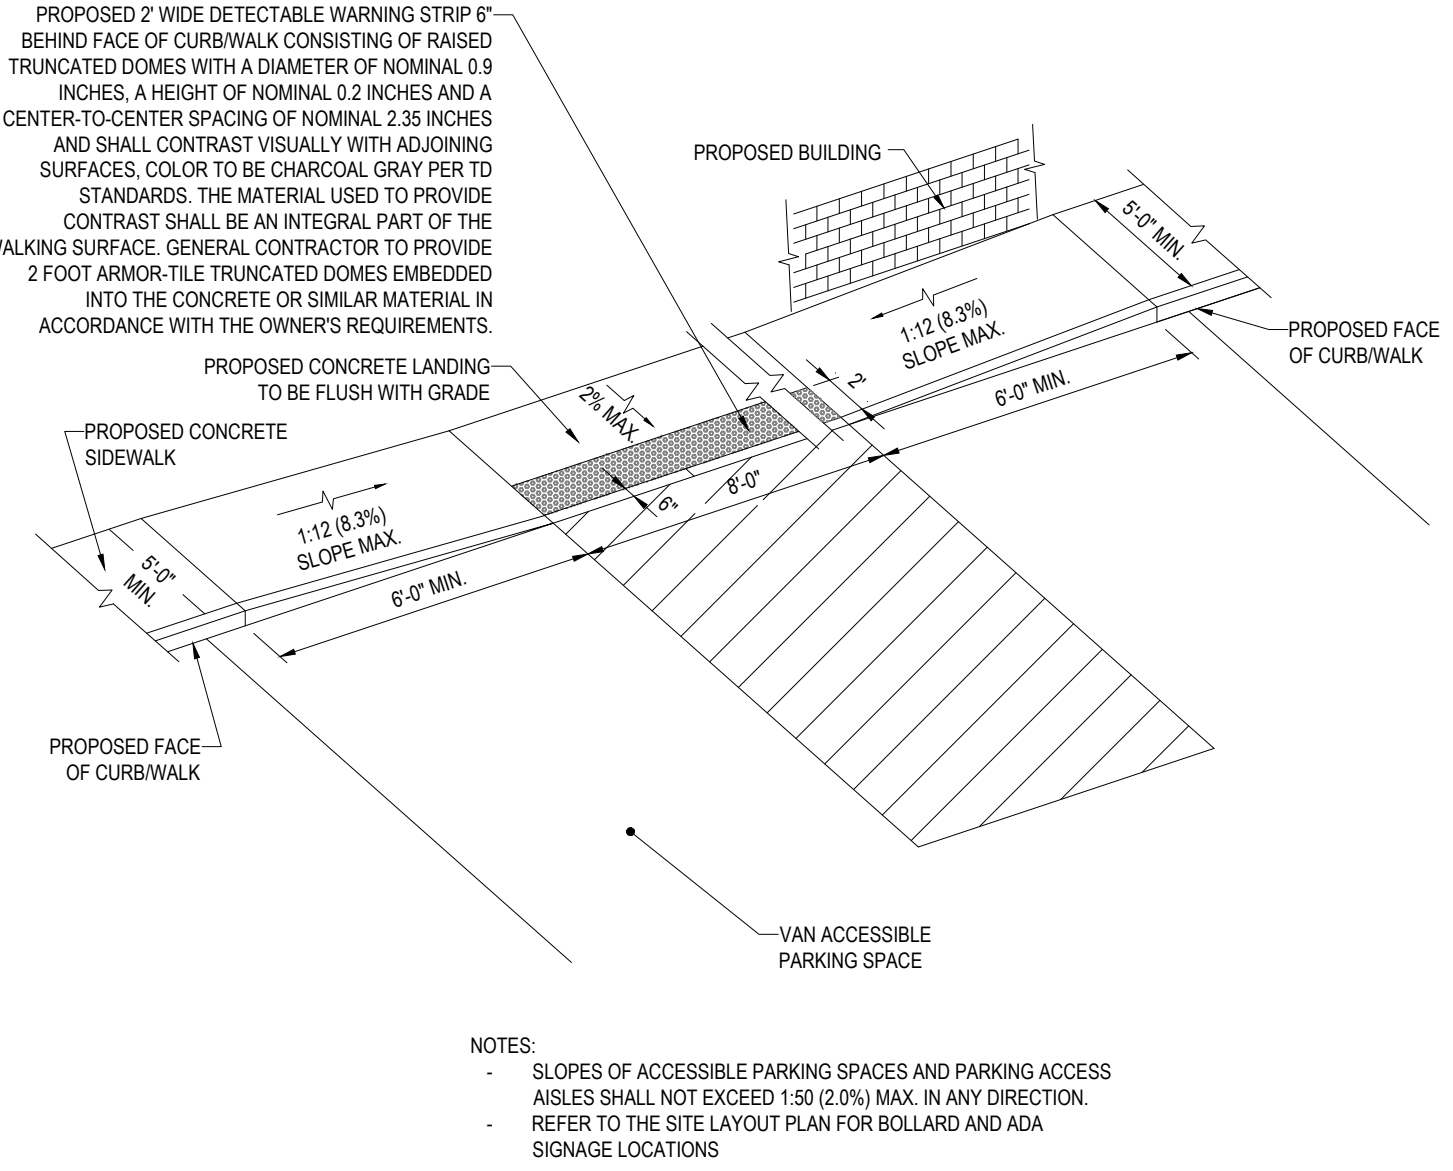 PROPOSED 2' WIDE DETECTABLE WARNING STRIP 6"
BEHIND FACE OF CURB/WALK CONSISTING OF RAISED
TRUNCATED DOMES WITH A DIAMETER OF NOMINAL 0.9
INCHES, A HEIGHT OF NOMINAL 0.2 INCHES AND A
CENTER-TO-CENTER SPACING OF NOMINAL 2.35 INCHES
AND SHALL CONTRAST VISUALLY WITH ADJOINING
SURFACES, COLOR TO BE CHARCOAL GRAY PER TD
STANDARDS. THE MATERIAL USED TO PROVIDE
CONTRAST SHALL BE AN INTEGRAL PART OF THE
WALKING SURFACE. GENERAL CONTRACTOR TO PROVIDE
2 FOOT ARMOR-TILE TRUNCATED DOMES EMBEDDED
INTO THE CONCRETE OR SIMILAR MATERIAL IN
ACCORDANCE WITH THE OWNER'S REQUIREMENTS.
PROPOSED BUILDING
5'-0" MIN.
1:12 (8.3%)
SLOPE MAX.
PROPOSED FACE
OF CURB/WALK
PROPOSED CONCRETE LANDING
TO BE FLUSH WITH GRADE
2% MAX.
2'
6'-0" MIN.
PROPOSED CONCRETE
SIDEWALK
8'-0"
6"
1:12 (8.3%)
SLOPE MAX.
5'-0"
MIN.
6'-0" MIN.
PROPOSED FACE
OF CURB/WALK
VAN ACCESSIBLE
PARKING SPACE
NOTES:
- SLOPES OF ACCESSIBLE PARKING SPACES AND PARKING ACCESS
AISLES SHALL NOT EXCEED 1:50 (2.0%) MAX. IN ANY DIRECTION.
- REFER TO THE SITE LAYOUT PLAN FOR BOLLARD AND ADA
SIGNAGE LOCATIONS